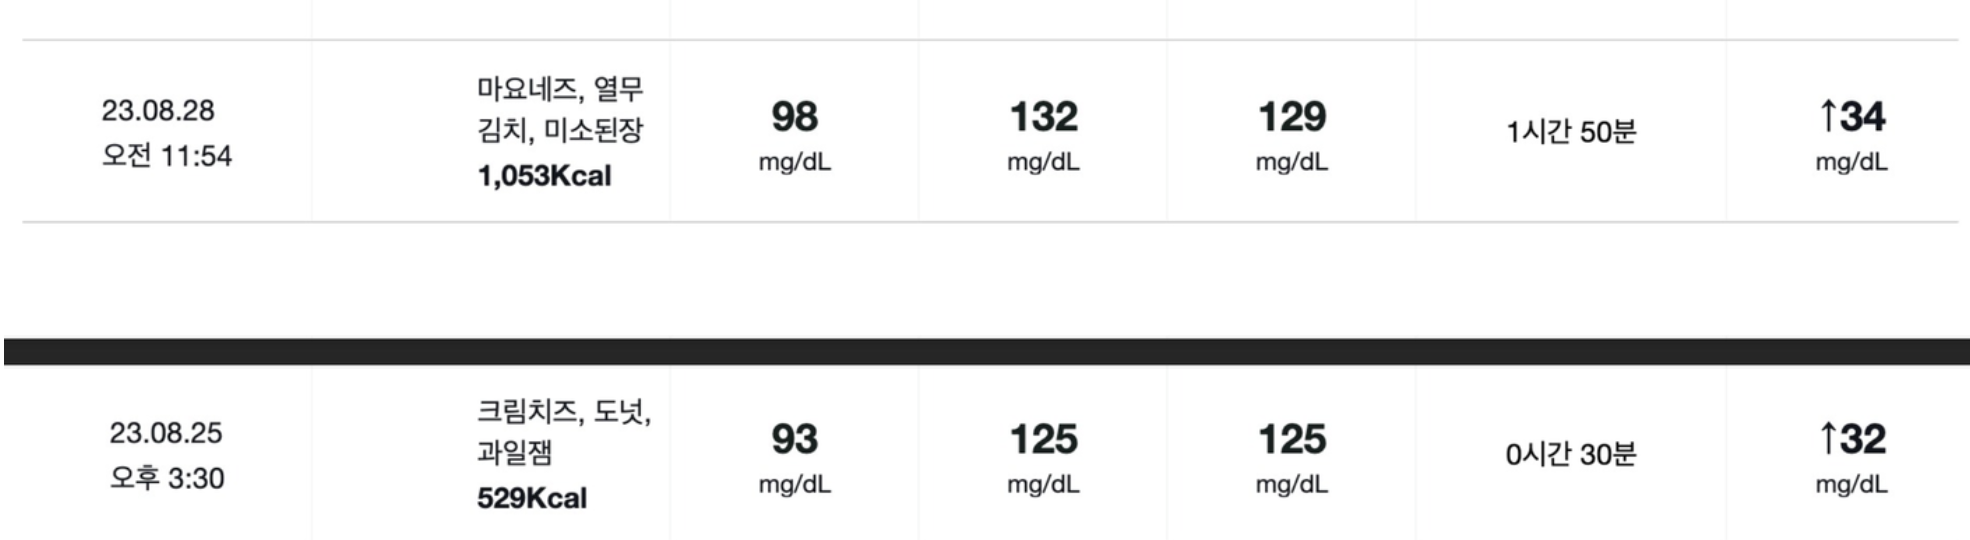 23.08.28
오전 11:54
마요네즈, 열무
김치, 미소된장
1,053Kcal
98
mg/dL
132
mg/dL
129
mg/dL
1시간 50분
↑34
mg/dL
23.08.25
오후 3:30
크림치즈, 도넛,
과일잼
529Kcal
93
mg/dL
125
mg/dL
125
mg/dL
0시간 30분
↑32
mg/dL